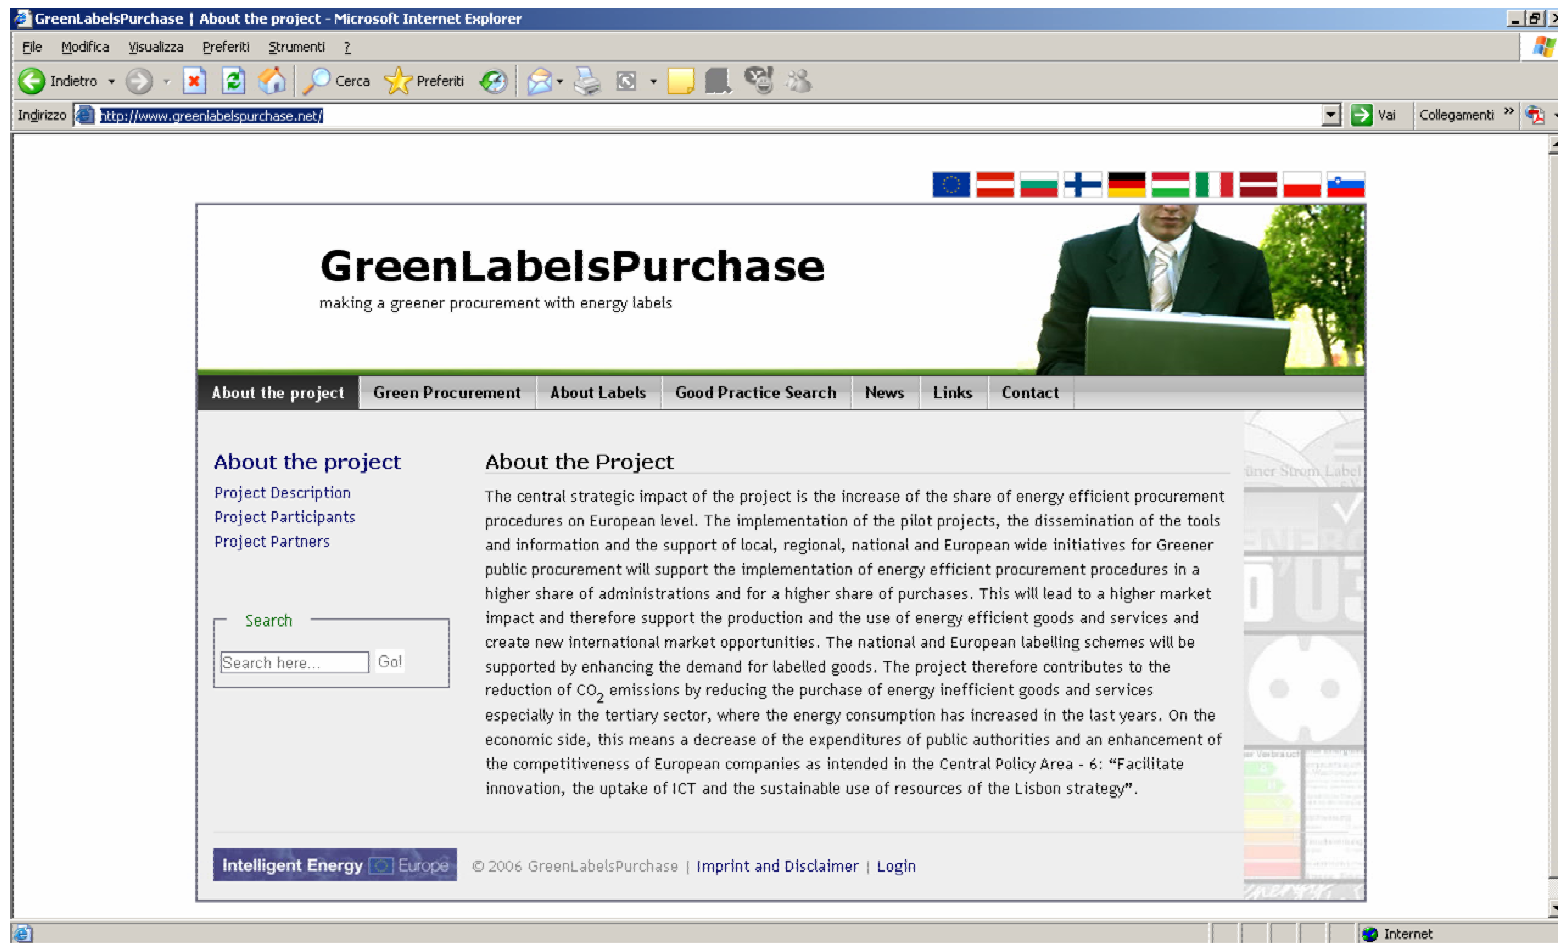 GreenLabelsPurchase | About the project - Microsoft Internet Explorer
File Modifica Visualizza Preferiti Strumenti ?
Indietro Cerca Preferiti
Indirizzo http://www.greenlabelspurchase.net/ Vai Collegamenti »
GreenLabelsPurchase
making a greener procurement with energy labels
About the project Green Procurement About Labels Good Practice Search News Links Contact
About the project
Project Description
Project Participants
Project Partners
Search
Search here... Go!
About the Project
The central strategic impact of the project is the increase of the share of energy efficient procurement
procedures on European level. The implementation of the pilot projects, the dissemination of the tools
and information and the support of local, regional, national and European wide initiatives for Greener
public procurement will support the implementation of energy efficient procurement procedures in a
higher share of administrations and for a higher share of purchases. This will lead to a higher market
impact and therefore support the production and the use of energy efficient goods and services and
create new international market opportunities. The national and European labelling schemes will be
supported by enhancing the demand for labelled goods. The project therefore contributes to the
reduction of CO2 emissions by reducing the purchase of energy inefficient goods and services
especially in the tertiary sector, where the energy consumption has increased in the last years. On the
economic side, this means a decrease of the expenditures of public authorities and an enhancement of
the competitiveness of European companies as intended in the Central Policy Area - 6: “Facilitate
innovation, the uptake of ICT and the sustainable use of resources of the Lisbon strategy”.
Strom Label
Intelligent Energy Europe © 2006 GreenLabelsPurchase | Imprint and Disclaimer | Login
Internet